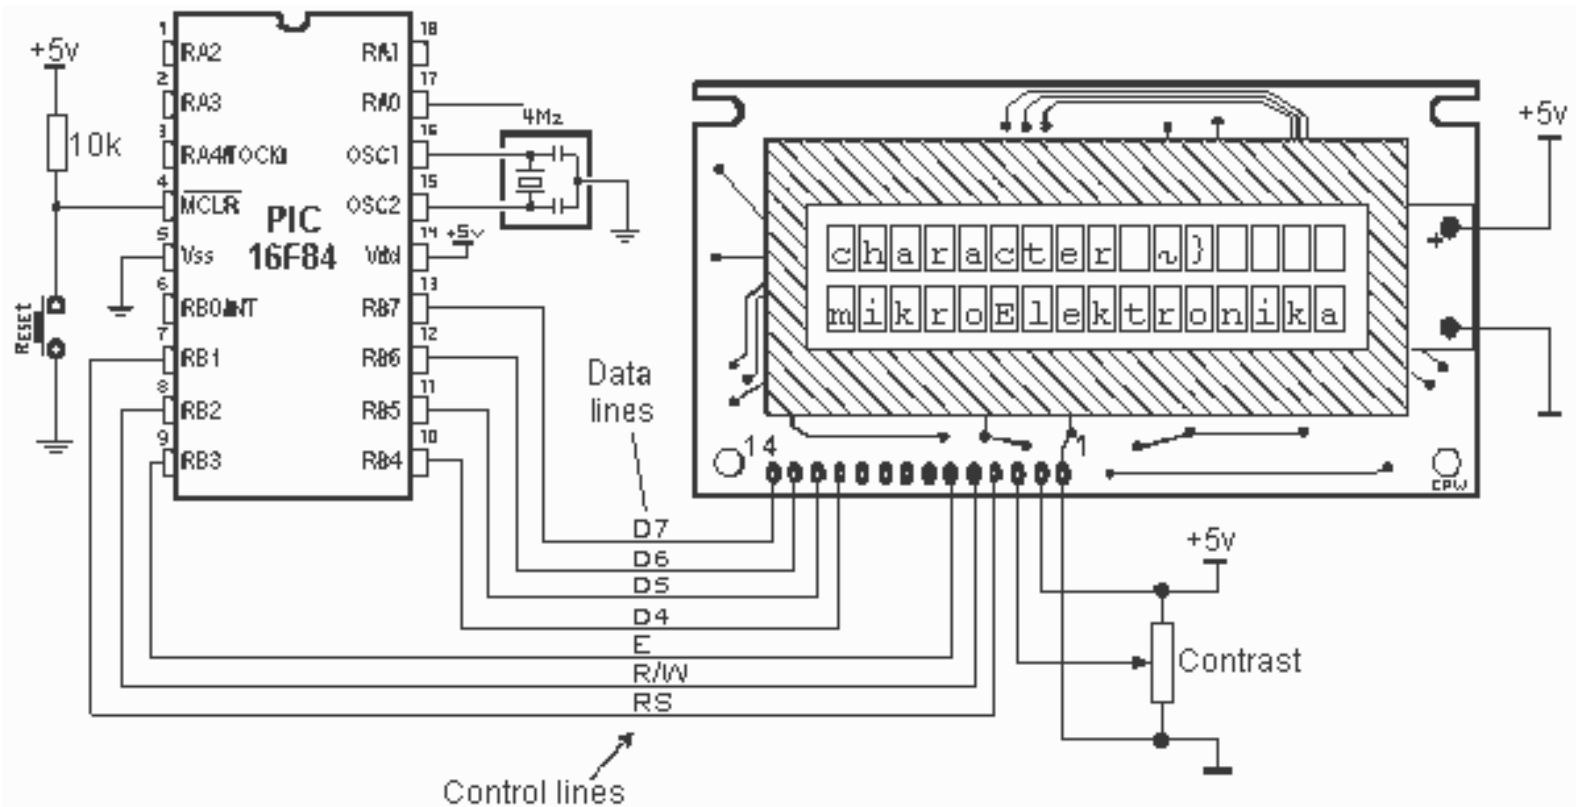 +5v
10k
RESET
1
RA2
2
RA3
3
RA4/TOCKI
4
MCLR
5
Vss
6
RB0/INT
7
RB1
8
RB2
9
RB3
PIC
16F84
18
RA1
17
RA0
16
OSC1
15
OSC2
14
Vdd
13
RB7
12
RB6
11
RB5
10
RB4
4Mz
+5v
Data
lines
D7
D6
D5
D4
E
R/W
RS
Control lines
character ~}
mikroElektronika
14
1
+
+5v
CPW
+5v
Contrast